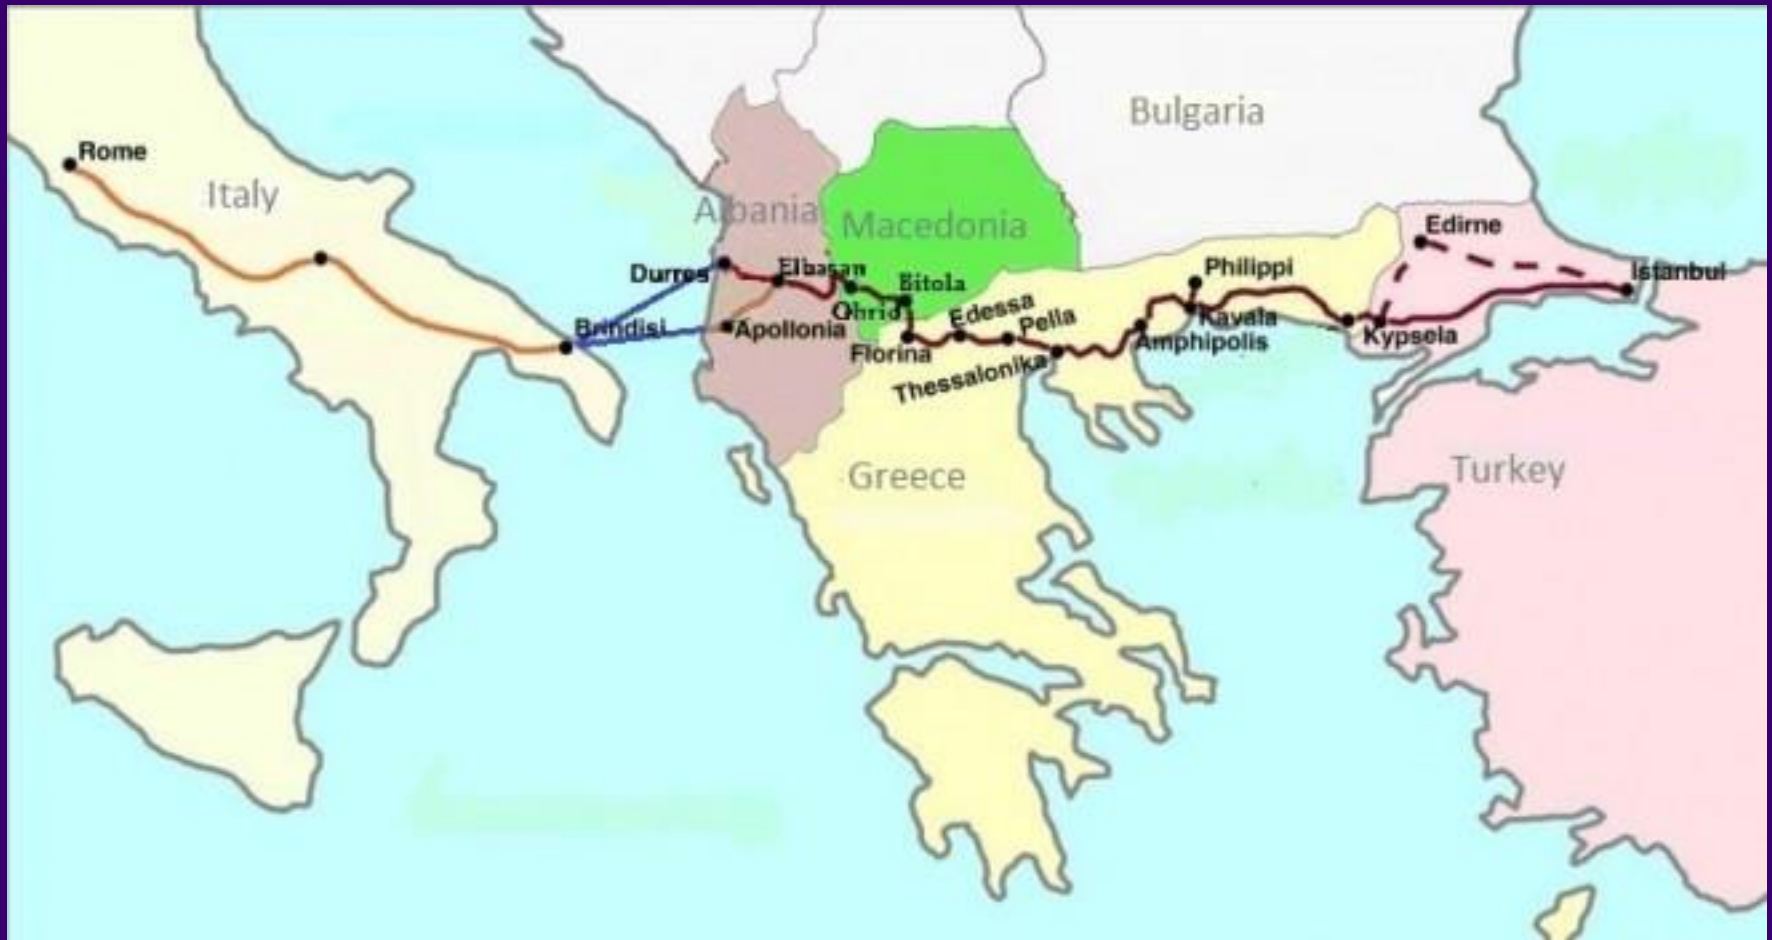 Rome
Italy
Brindisi
Durres
Albania
Elbasan
Apollonia
Macedonia
Ohrid
Bitola
Florina
Edessa
Pella
Thessalonika
Bulgaria
Philippi
Kavala
Amphipolis
Kypsela
Edirne
Istanbul
Greece
Turkey